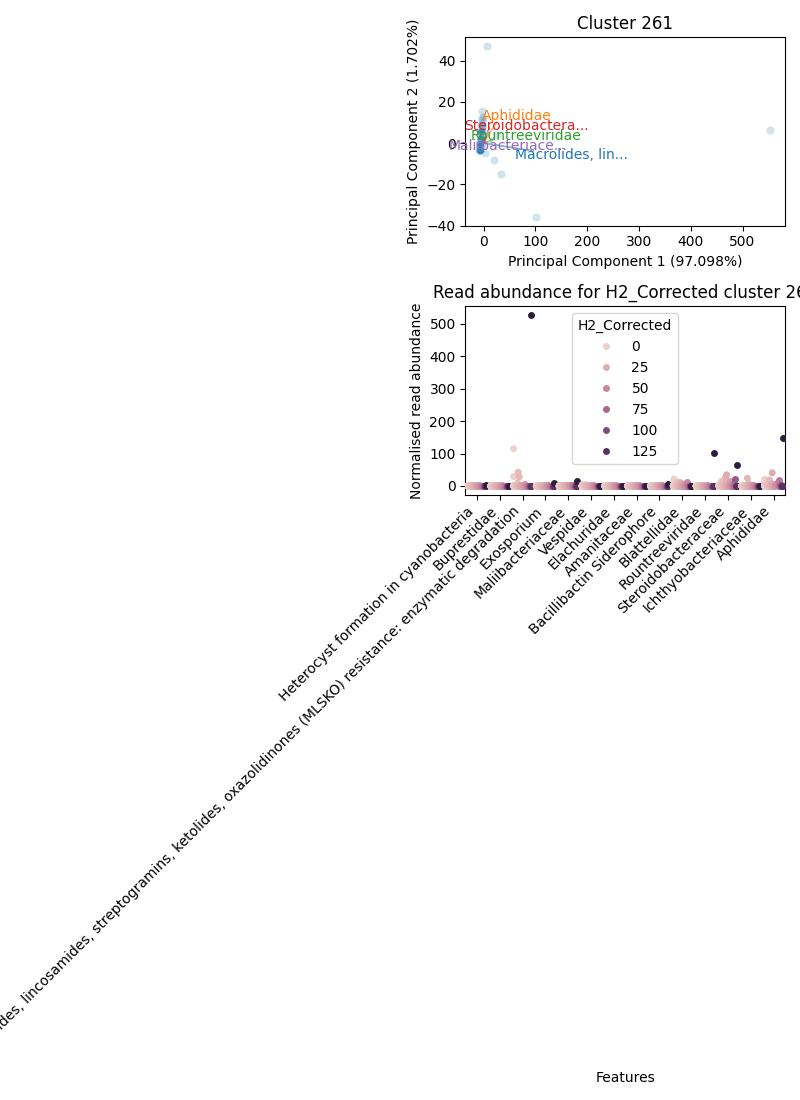 Cluster 261
Principal Component 2 (1.702%)
40
20
0
−20
−40
Aphididae
Steroidobactera...
Rountreeviridae
Maliibacteriace...
Macrolides, lin...
0
100
200
300
400
500
Principal Component 1 (97.098%)
Read abundance for H2_Corrected cluster 26
Normalised read abundance
500
400
300
200
100
0
H2_Corrected
0
25
50
75
100
125
Heterocyst formation in cyanobacteria
Buprestidae
lincosamides, streptogramins, ketolides, oxazolidinones (MLSKO) resistance: enzymatic degradation
Exosporium
Maliibacteriaceae
Vespidae
Elachuridae
Amanitaceae
Bacillibactin Siderophore
Blattellidae
Rountreeviridae
Steroidobacteraceae
Ichthyobacteriaceae
Aphididae
Features